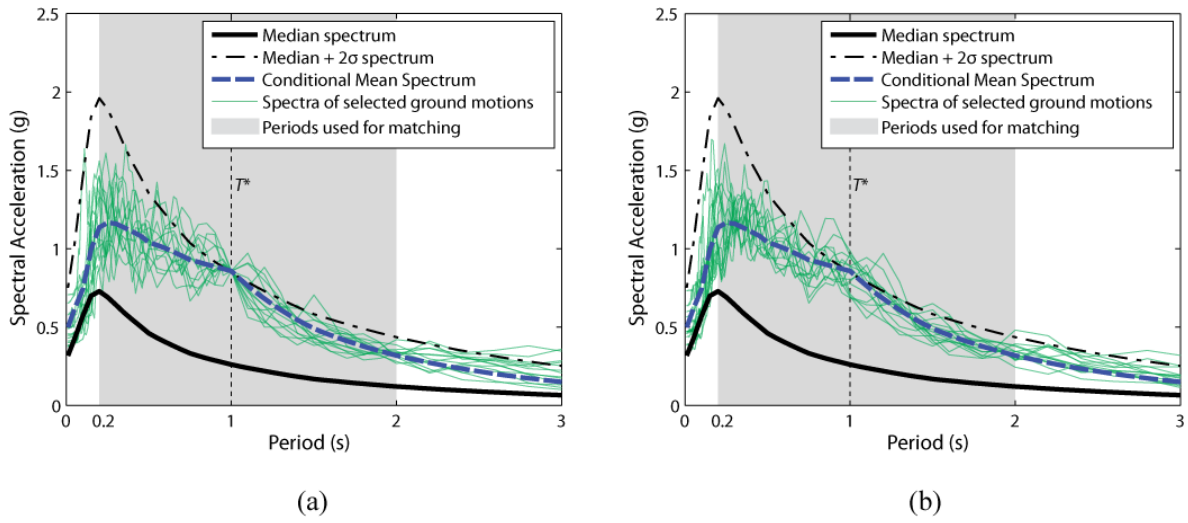 2.5
2
1.5
1
0.5
0
Spectral Acceleration (g)
Median spectrum
Median + 2σ spectrum
Conditional Mean Spectrum
Spectra of selected ground motions
Periods used for matching
T*
0 0.2 1 2 3
Period (s)
(a)
2.5
2
1.5
1
0.5
0
Spectral Acceleration (g)
Median spectrum
Median + 2σ spectrum
Conditional Mean Spectrum
Spectra of selected ground motions
Periods used for matching
T*
0 0.2 1 2 3
Period (s)
(b)